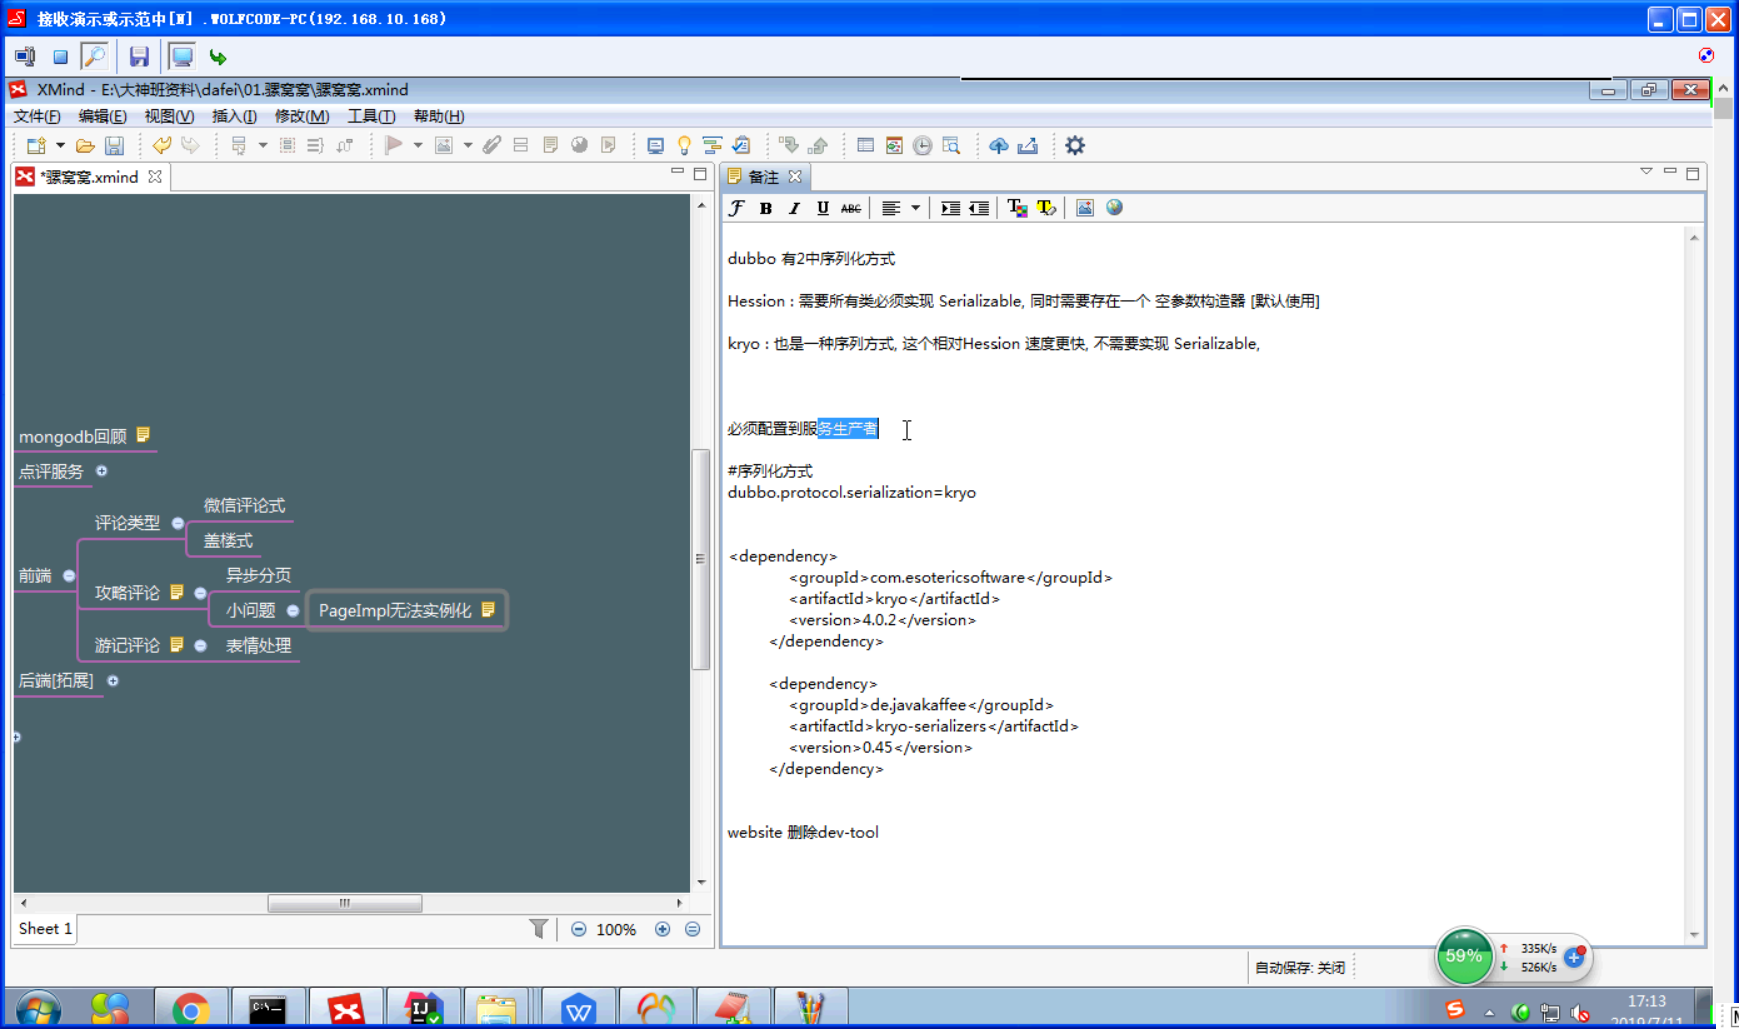 接收演示或示范中[W] .WOLFCODE-PC(192.168.10.168)
XMind - E:\大神班资料\dafei\01.骡窝窝\骡窝窝.xmind
文件(F) 编辑(E) 视图(V) 插入(I) 修改(M) 工具(T) 帮助(H)
*骡窝窝.xmind
备注
B I U ABC
dubbo 有2中序列化方式
Hession : 需要所有类必须实现 Serializable, 同时需要存在一个 空参数构造器 [默认使用]
kryo : 也是一种序列方式, 这个相对Hession 速度更快, 不需要实现 Serializable,
必须配置到服务生产者
#序列化方式
dubbo.protocol.serialization=kryo
<dependency>
<groupId>com.esotericsoftware</groupId>
<artifactId>kryo</artifactId>
<version>4.0.2</version>
</dependency>
<dependency>
<groupId>de.javakaffee</groupId>
<artifactId>kryo-serializers</artifactId>
<version>0.45</version>
</dependency>
website 删除dev-tool
mongodb回顾
点评服务
微信评论式
评论类型
盖楼式
前端
异步分页
攻略评论
小问题
PageImpl无法实例化
游记评论
表情处理
后端[拓展]
Sheet 1
100%
自动保存: 关闭
59%
335K/s
526K/s
17:13
2019/7/11